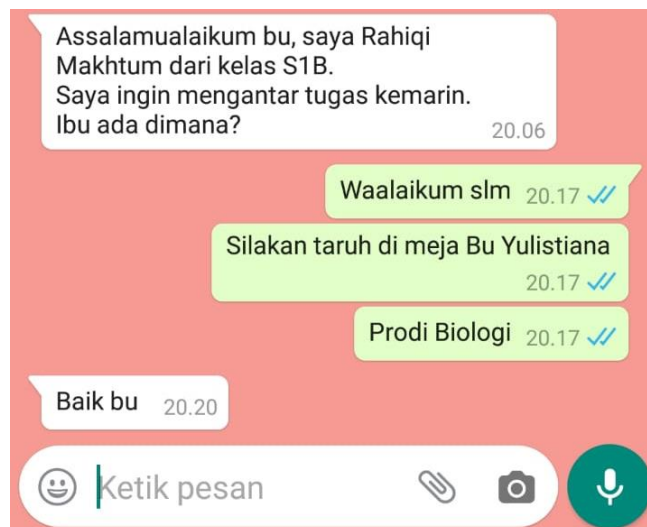 Assalamualaikum bu, saya Rahiqi
Makhtum dari kelas S1B.
Saya ingin mengantar tugas kemarin.
Ibu ada dimana?
20.06
Waalaikum slm 20.17
Silakan taruh di meja Bu Yulistiana
20.17
Prodi Biologi 20.17
Baik bu 20.20
Ketik pesan